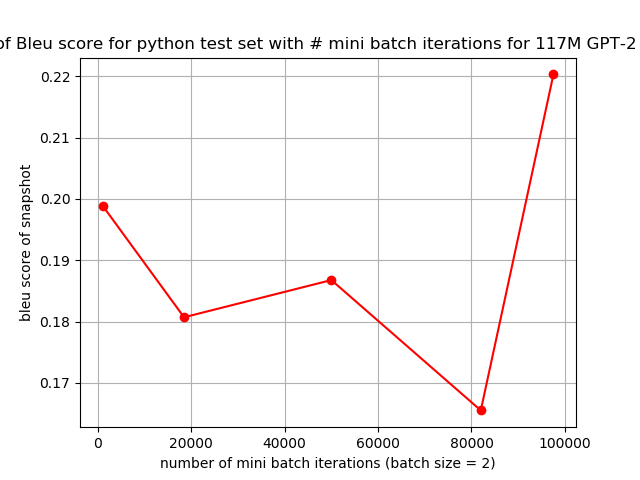 of Bleu score for python test set with # mini batch iterations for 117M GPT-2
0.22
0.21
0.20
0.19
0.18
0.17
bleu score of snapshot
0 20000 40000 60000 80000 100000
number of mini batch iterations (batch size = 2)